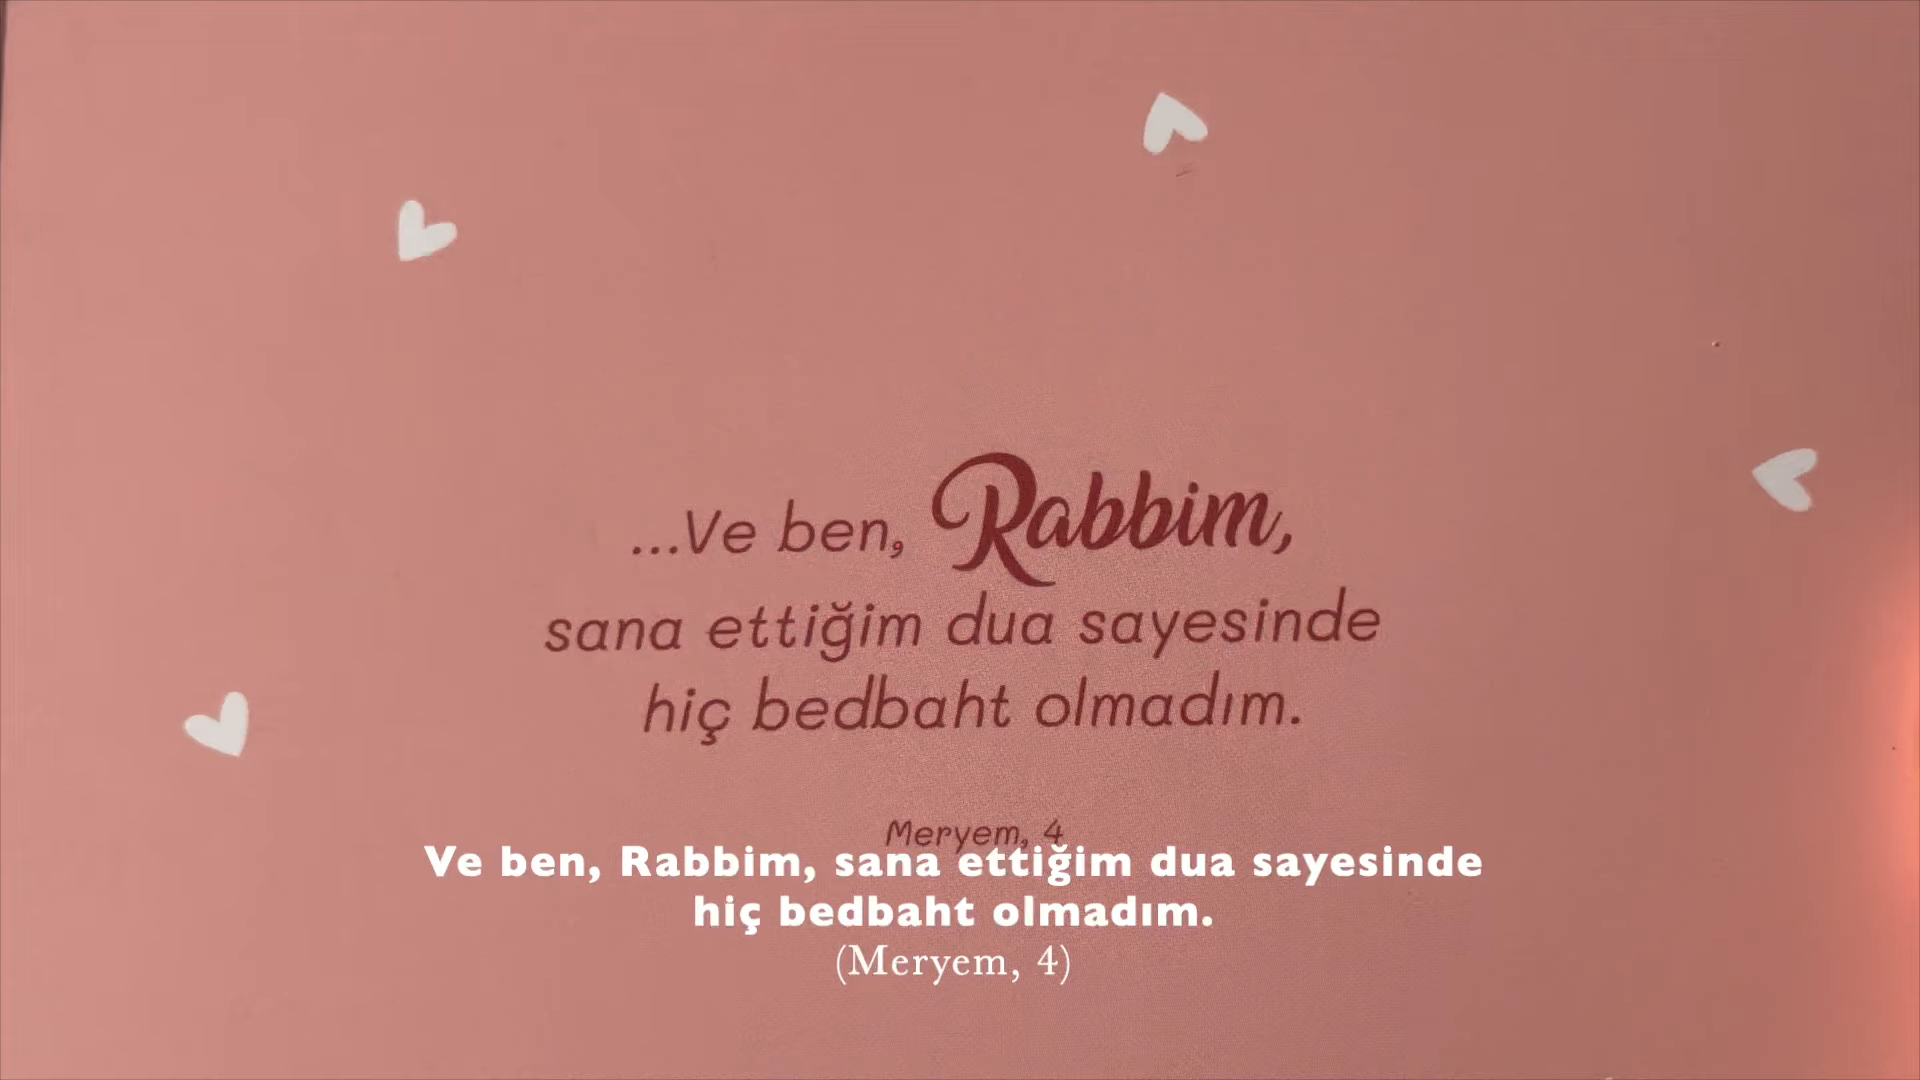 ...Ve ben, Rabbim,
sana ettiğim dua sayesinde
hiç bedbaht olmadım.
Meryem, 4
Ve ben, Rabbim, sana ettiğim dua sayesinde
hiç bedbaht olmadım.
(Meryem, 4)